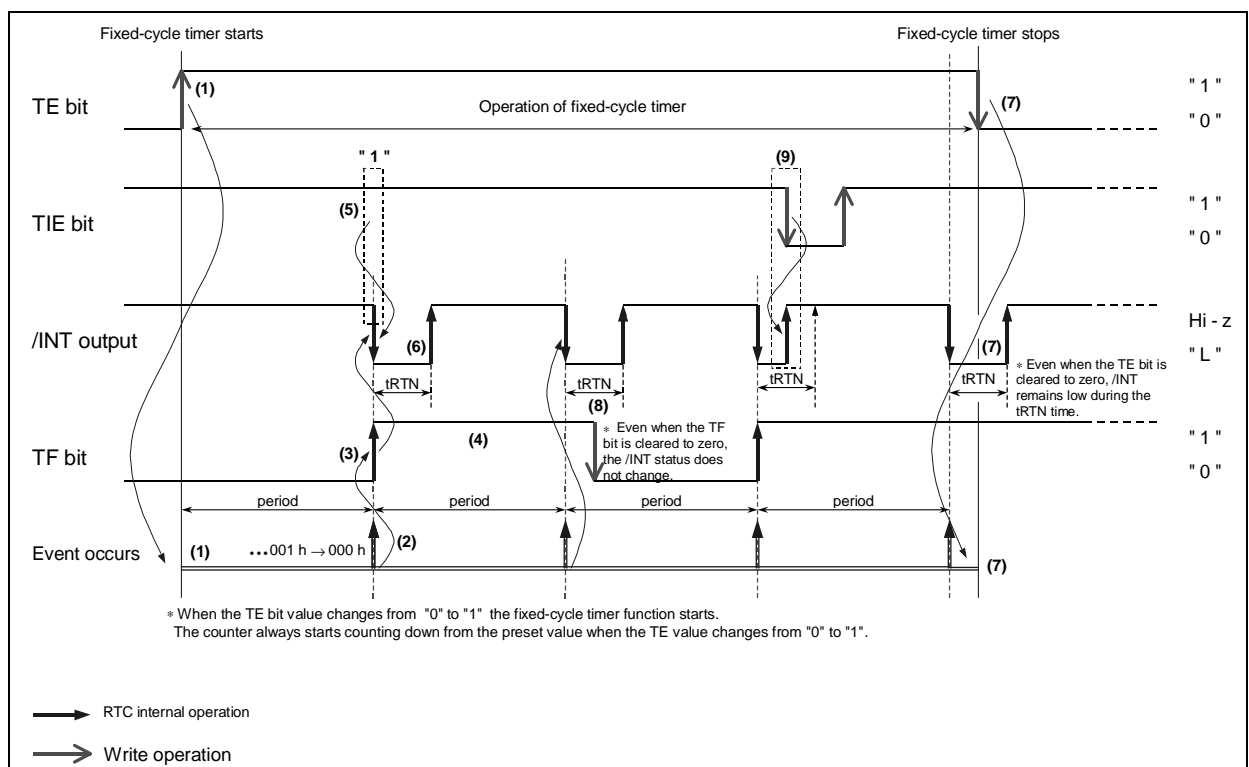 Fixed-cycle timer starts
Fixed-cycle timer stops
TE bit
(1)
Operation of fixed-cycle timer
(7)
" 1 "
" 0 "
" 1 "
(9)
TIE bit
(5)
" 1 "
" 0 "
/INT output
(6)
(7)
Hi - z
" L "
tRTN
tRTN
tRTN
tRTN
* Even when the TE bit is
cleared to zero, /INT
remains low during the
tRTN time.
(8)
TF bit
(3)
(4)
* Even when the TF
bit is cleared to zero,
the /INT status does
not change.
" 1 "
" 0 "
period
period
period
period
Event occurs
(1)
•••001 h → 000 h
(2)
(7)
* When the TE bit value changes from "0" to "1" the fixed-cycle timer function starts.
The counter always starts counting down from the preset value when the TE value changes from "0" to "1".
RTC internal operation
Write operation